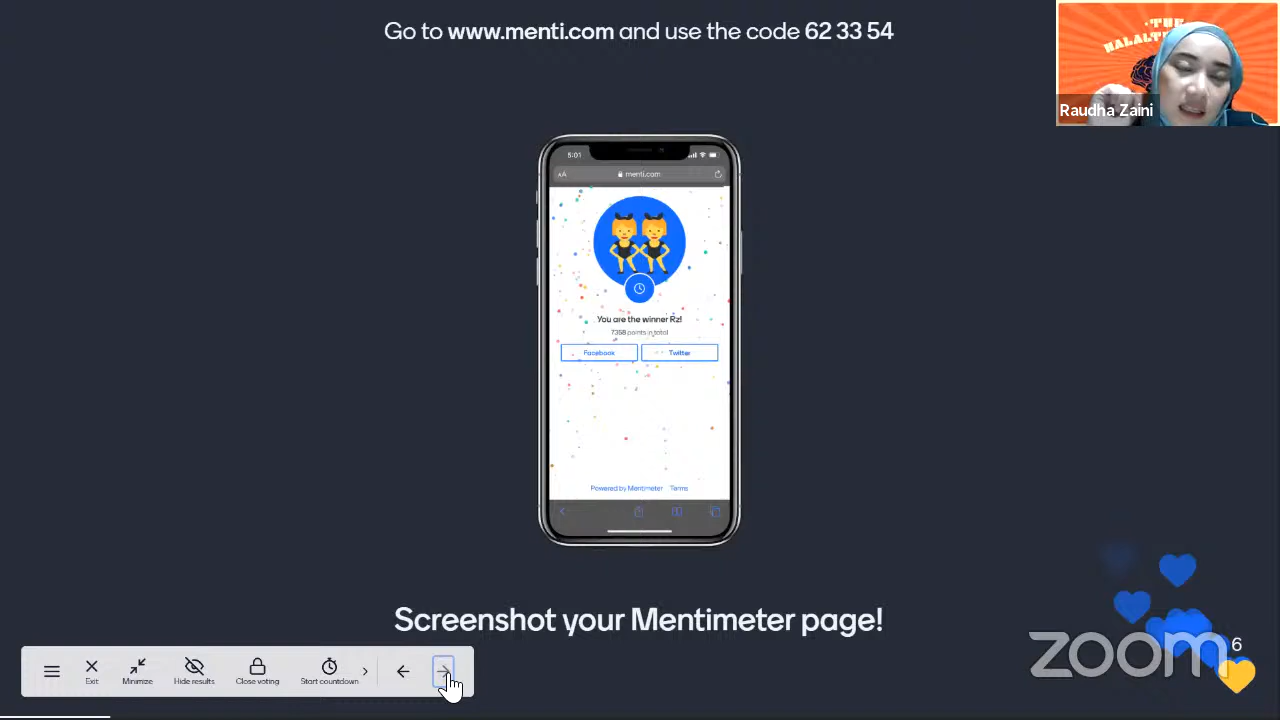 Go to www.menti.com and use the code 62 33 54
THE
Raudha Zaini
5:01
AA
menti.com
You are the winner Rz!
7358 points in total
Facebook
Twitter
Powered by Mentimeter Terms
Screenshot your Mentimeter page!
zoom
6
Exit
Minimize
Hide results
Close voting
Start countdown